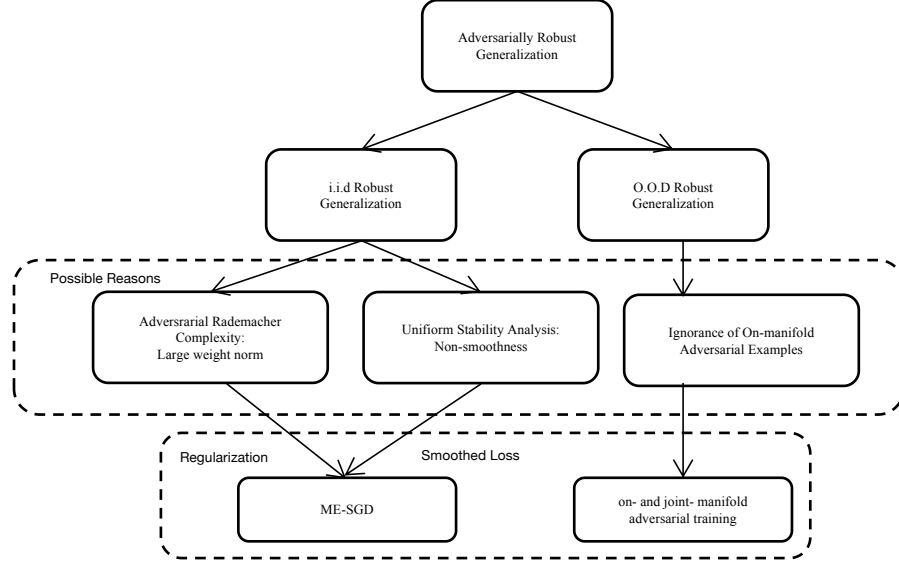 Adversarially Robust
Generalization
i.i.d Robust
Generalization
O.O.D Robust
Generalization
Possible Reasons
Adversrarial Rademacher
Complexity:
Large weight norm
Uniform Stability Analysis:
Non-smoothness
Ignorance of On-manifold
Adversarial Examples
Regularization
Smoothed Loss
ME-SGD
on- and joint- manifold
adversarial training